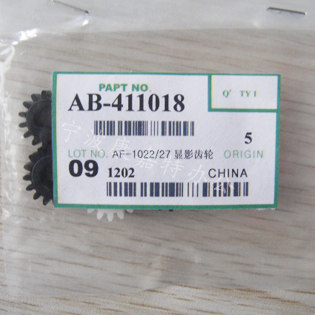 PAPT NO.
Q' TY I
AB-411018
5
LOT NO. AF-1022/27 显影齿轮 ORIGIN
09 1202 CHINA